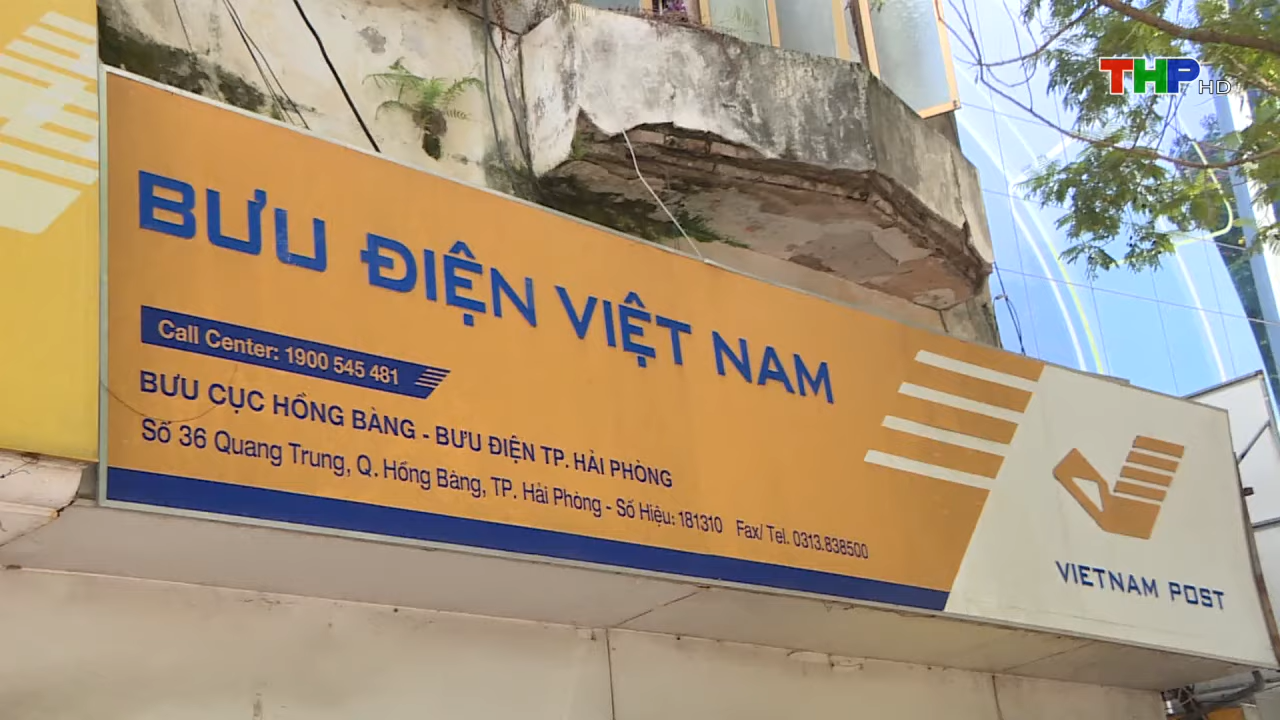 THP HD
BƯU ĐIỆN VIỆT NAM
Call Center: 1900 545 481
BƯU CỤC HỒNG BÀNG - BƯU ĐIỆN TP. HẢI PHÒNG
Số 36 Quang Trung, Q. Hồng Bàng, TP. Hải Phòng - Số Hiệu: 181310 Fax/ Tel. 0313.838500
VIETNAM POST